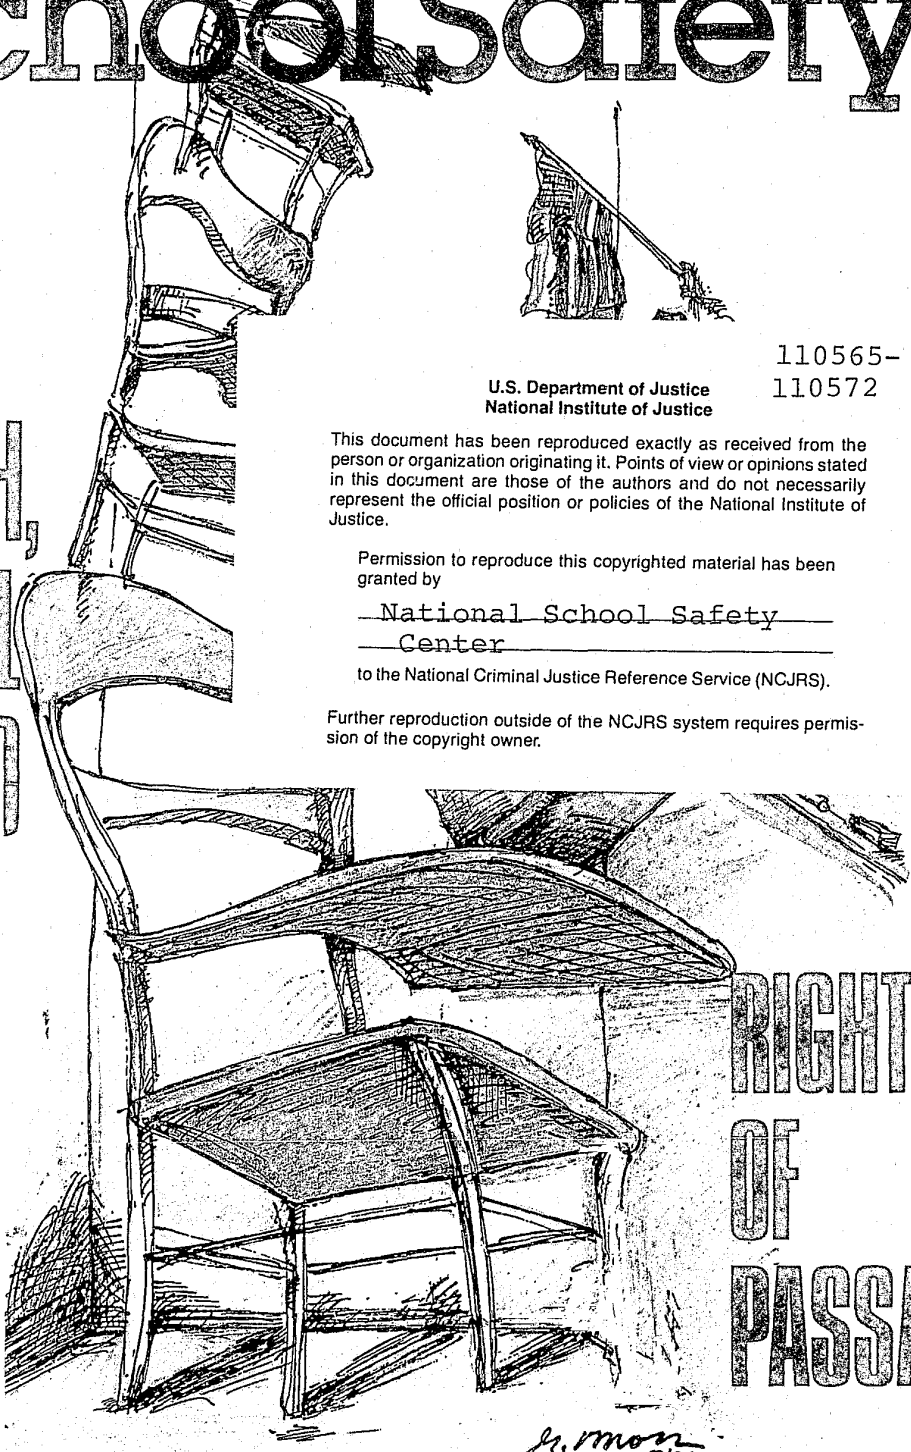 chool Safety
110565-
110572
U.S. Department of Justice
National Institute of Justice
This document has been reproduced exactly as received from the
person or organization originating it. Points of view or opinions stated
in this document are those of the authors and do not necessarily
represent the official position or policies of the National Institute of
Justice.
Permission to reproduce this copyrighted material has been
granted by
National School Safety
Center
to the National Criminal Justice Reference Service (NCJRS).
Further reproduction outside of the NCJRS system requires permis-
sion of the copyright owner.
RIGHT
OF
PASSA